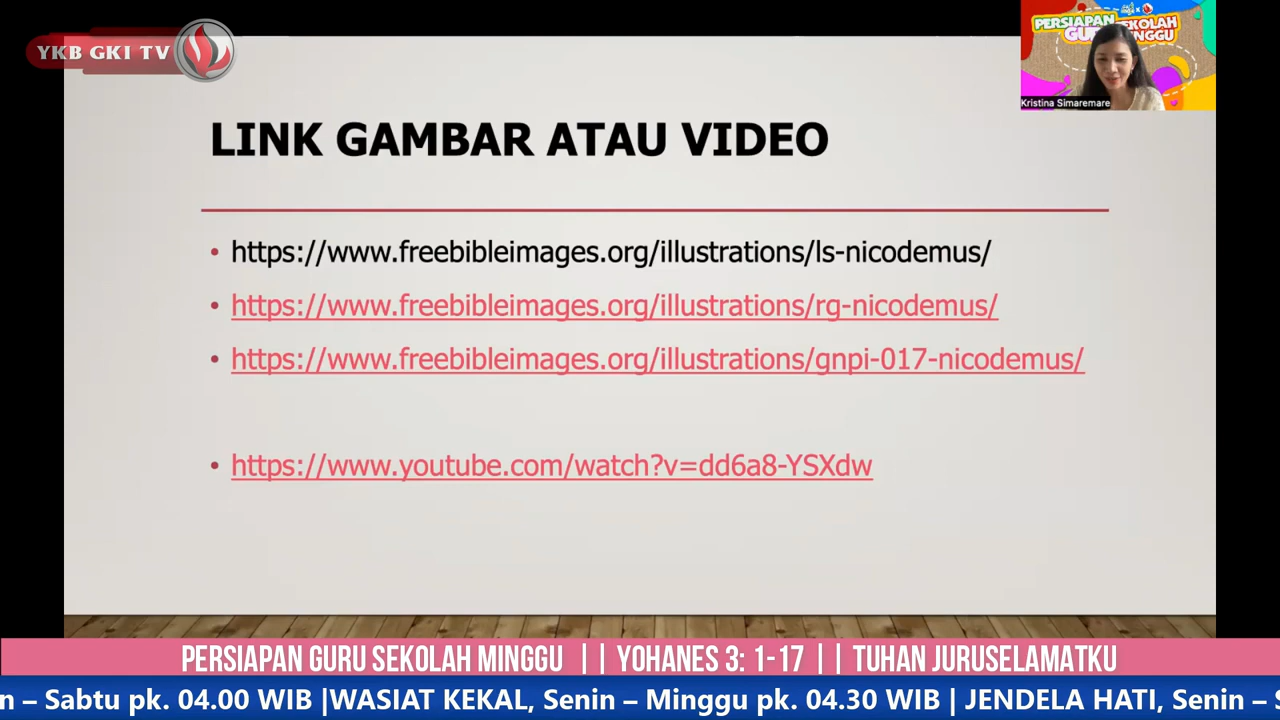 YKB GKI TV
PERSIAPAN SEKOLAH
MINGGU
Kristina Simaremare
LINK GAMBAR ATAU VIDEO
• https://www.freebibleimages.org/illustrations/ls-nicodemus/
• https://www.freebibleimages.org/illustrations/rg-nicodemus/
• https://www.freebibleimages.org/illustrations/gnpi-017-nicodemus/
• https://www.youtube.com/watch?v=dd6a8-YSXdw
PERSIAPAN GURU SEKOLAH MINGGU || YOHANES 3: 1-17 || TUHAN JURUSELAMATKU
n – Sabtu pk. 04.00 WIB |WASIAT KEKAL, Senin – Minggu pk. 04.30 WIB | JENDELA HATI, Senin –